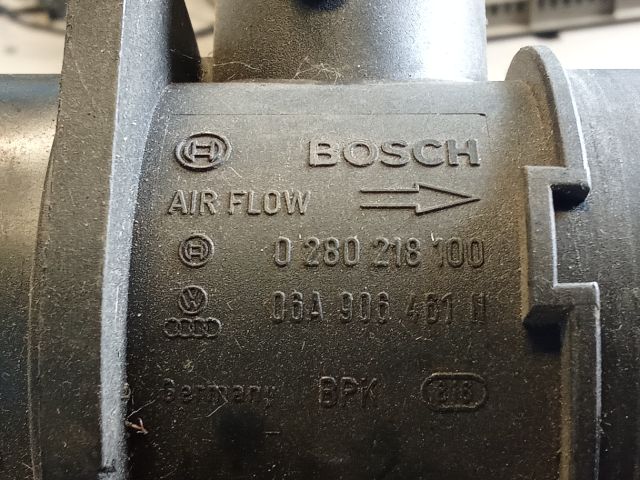 BOSCH
AIR FLOW
0 280 218 100
06A 906 461 N
Germany BPK